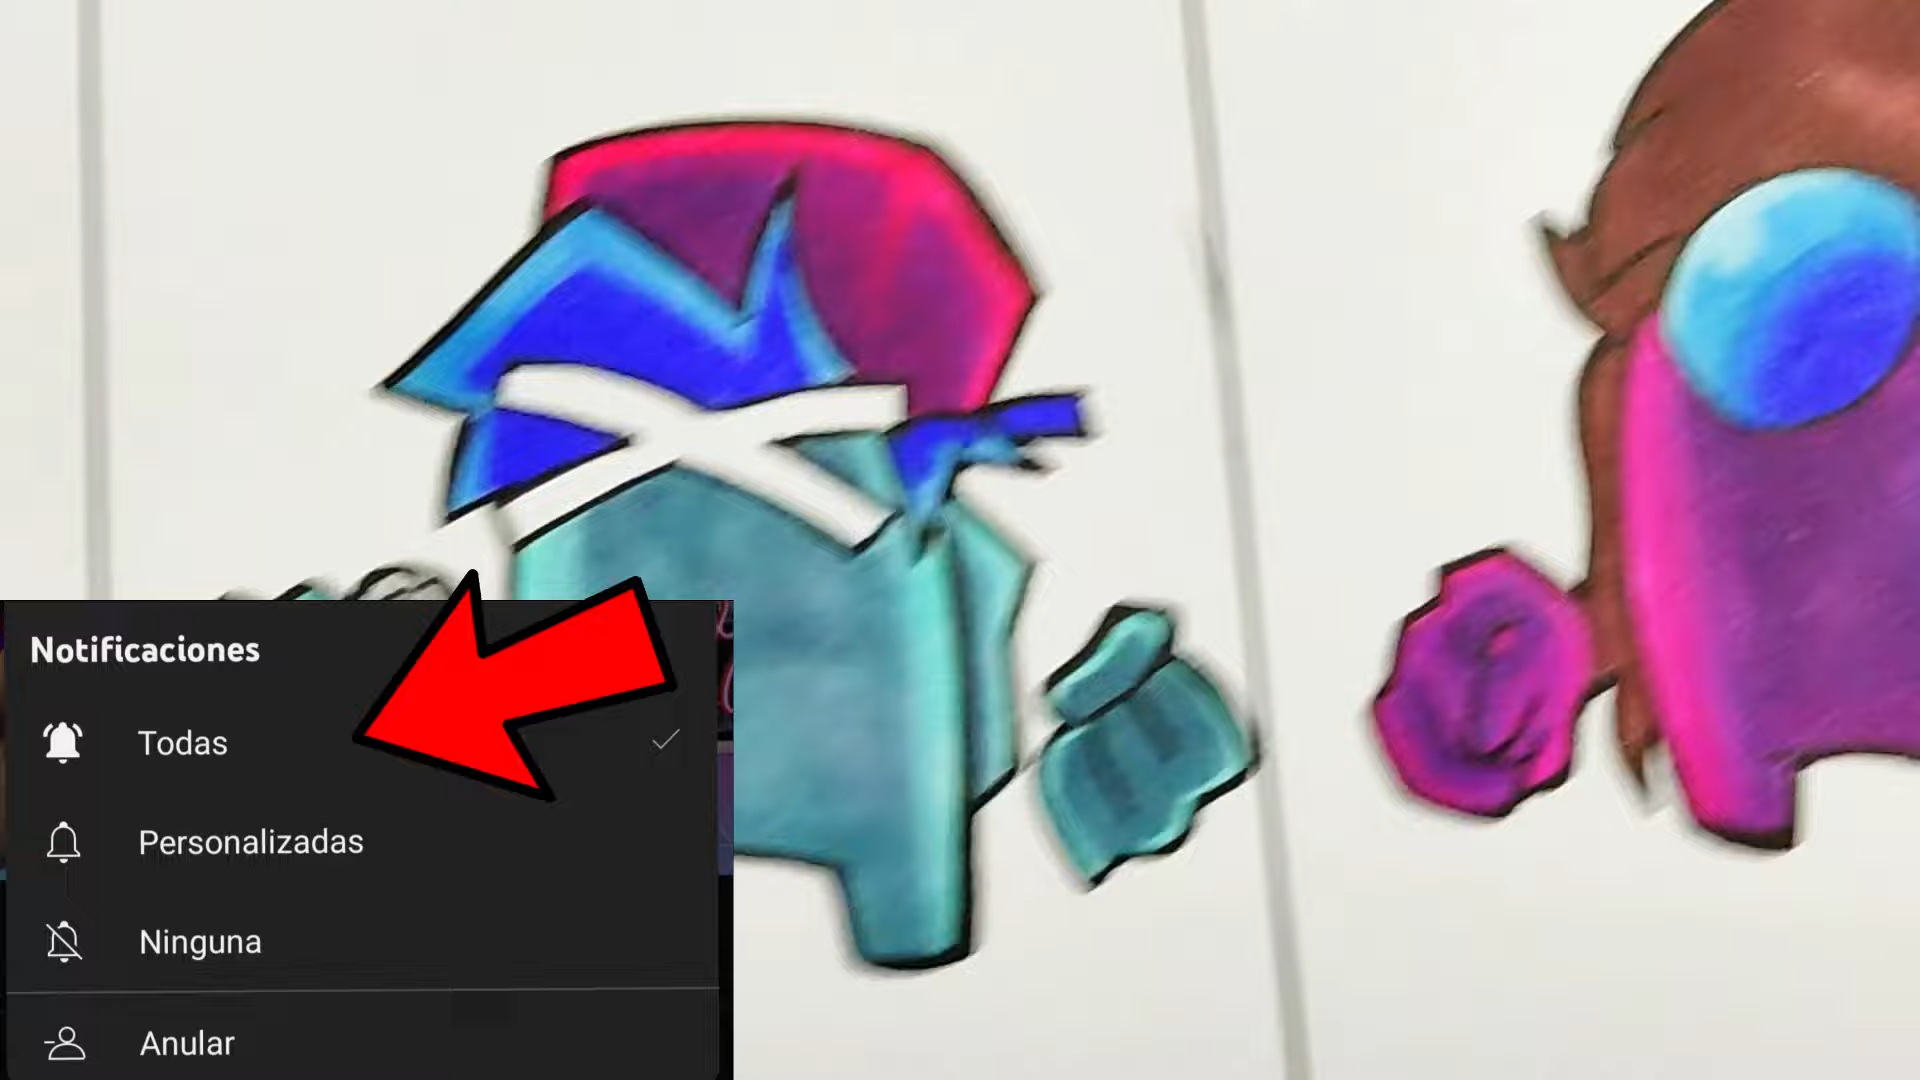 Notificaciones
Todas
Personalizadas
Ninguna
Anular